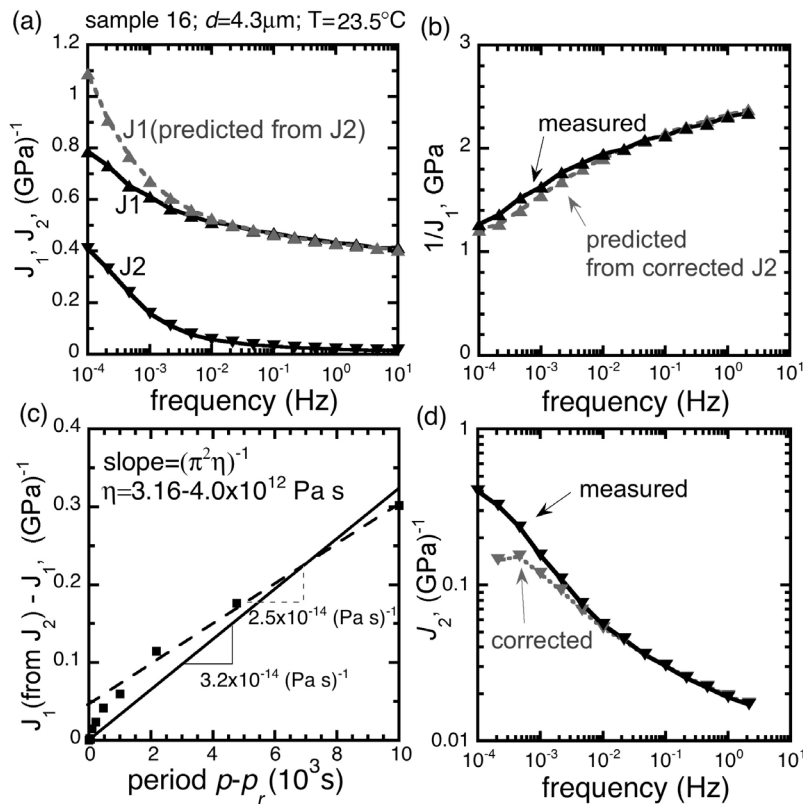 (a) sample 16; d=4.3μm; T=23.5°C
1.2
1
0.8
0.6
0.4
0.2
0
J₁, J₂, (GPa)⁻¹
J1(predicted from J2)
J1
J2
10⁻⁴ 10⁻³ 10⁻² 10⁻¹ 10⁰ 10¹
frequency (Hz)
(b)
3
2
1
0
1/J₁, GPa
measured
predicted
from corrected J2
10⁻⁴ 10⁻³ 10⁻² 10⁻¹ 10⁰ 10¹
frequency (Hz)
(c)
0.4
0.3
0.2
0.1
0
J₁(from J₂) - J₁, (GPa)⁻¹
slope=(π²η)⁻¹
η=3.16-4.0x10¹² Pa s
2.5x10⁻¹⁴ (Pa s)⁻¹
3.2x10⁻¹⁴ (Pa s)⁻¹
0 2 4 6 8 10
period p-pᵣ (10³s)
(d)
1
0.1
0.01
J₂, (GPa)⁻¹
measured
corrected
10⁻⁴ 10⁻³ 10⁻² 10⁻¹ 10⁰ 10¹
frequency (Hz)